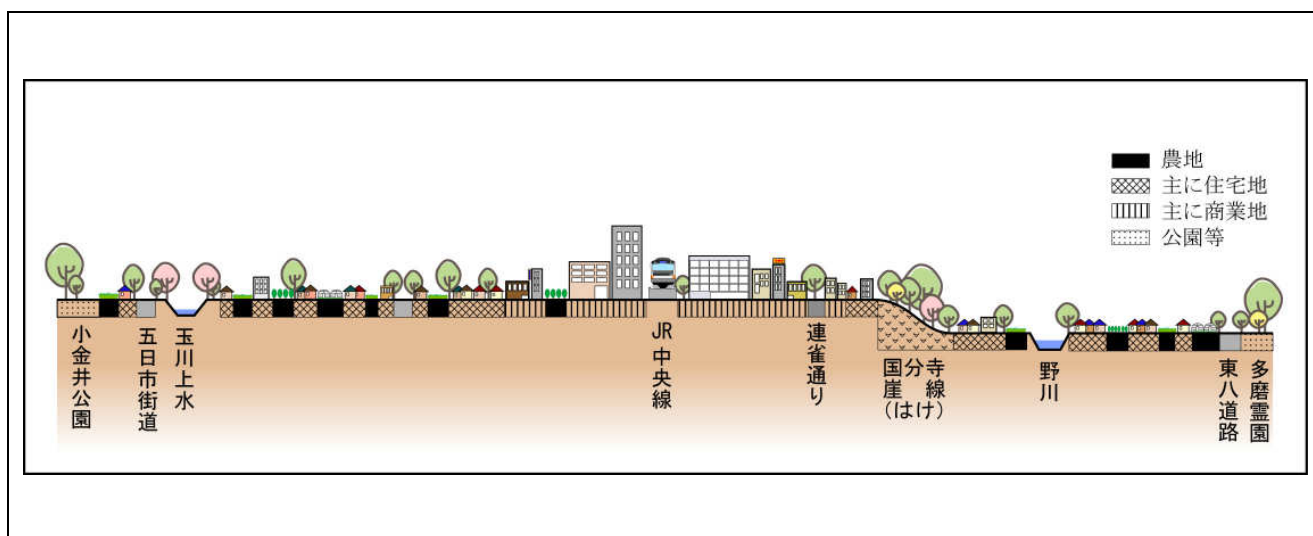 農地
主に住宅地
主に商業地
公園等
小金井公園
五日市街道
玉川上水
JR中央線
連雀通り
国分寺
崖線
(はけ)
野川
東八道路
多磨霊園